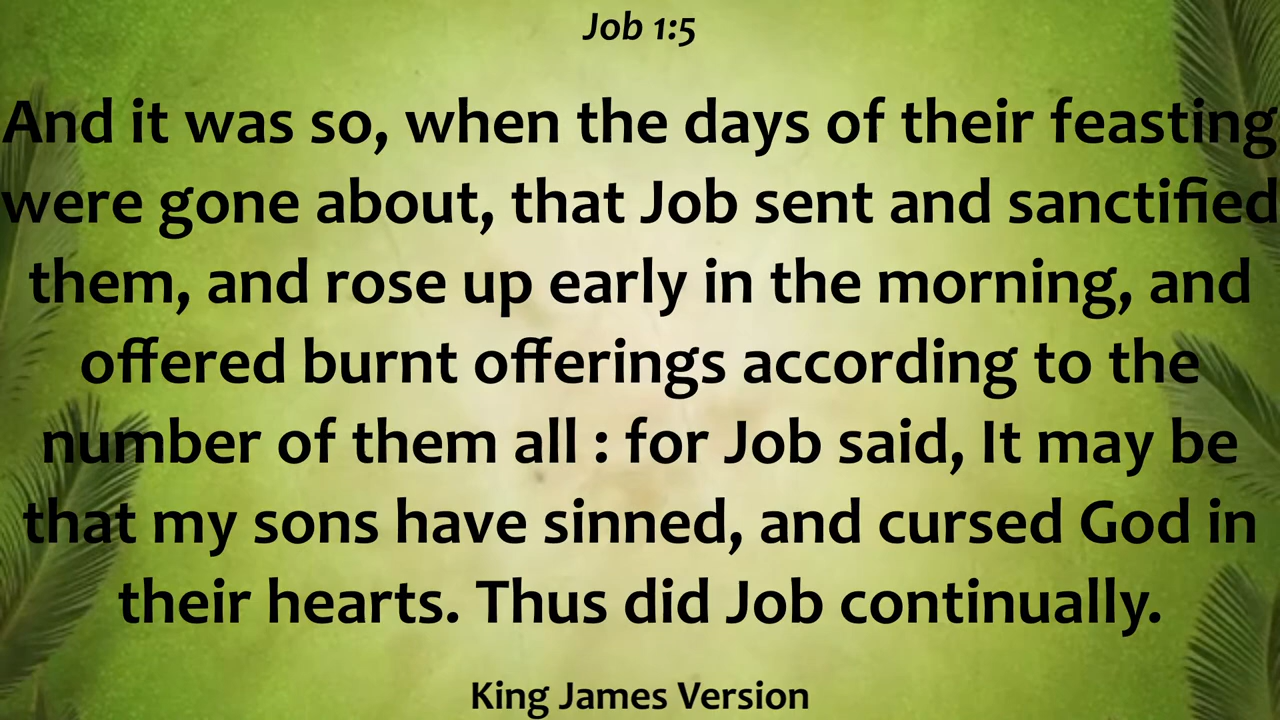 Job 1:5
And it was so, when the days of their feasting
were gone about, that Job sent and sanctified
them, and rose up early in the morning, and
offered burnt offerings according to the
number of them all : for Job said, It may be
that my sons have sinned, and cursed God in
their hearts. Thus did Job continually.
King James Version